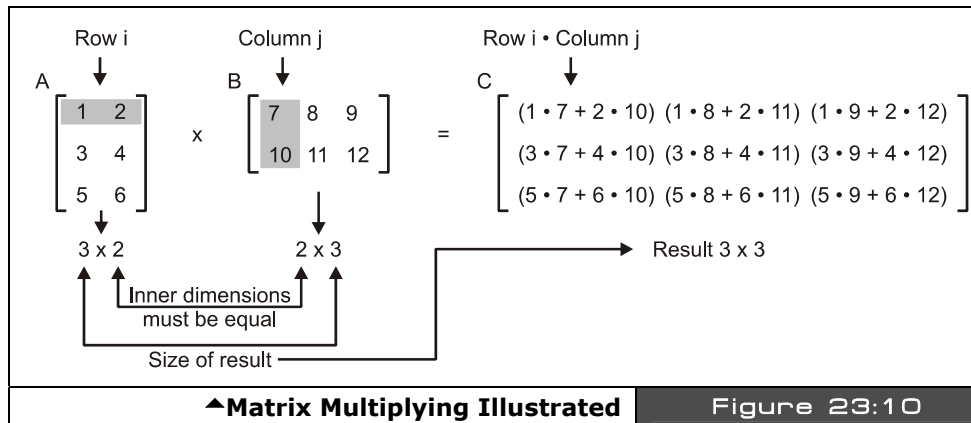 Row i Column j Row i • Column j
A B C
1 2 7 8 9 (1 • 7 + 2 • 10) (1 • 8 + 2 • 11) (1 • 9 + 2 • 12)
x =
3 4 10 11 12 (3 • 7 + 4 • 10) (3 • 8 + 4 • 11) (3 • 9 + 4 • 12)
5 6 (5 • 7 + 6 • 10) (5 • 8 + 6 • 11) (5 • 9 + 6 • 12)
3 x 2 2 x 3 Result 3 x 3
Inner dimensions
must be equal
Size of result
Matrix Multiplying Illustrated Figure 23:10